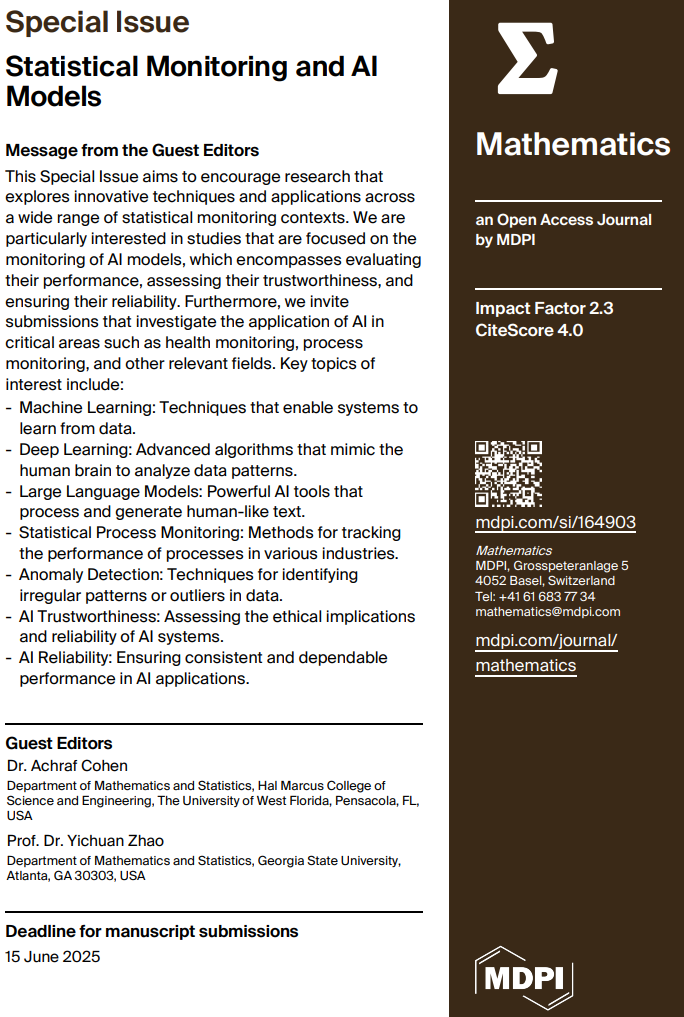 Special Issue
Statistical Monitoring and AI
Models
Message from the Guest Editors
This Special Issue aims to encourage research that
explores innovative techniques and applications across
a wide range of statistical monitoring contexts. We are
particularly interested in studies that are focused on the
monitoring of AI models, which encompasses evaluating
their performance, assessing their trustworthiness, and
ensuring their reliability. Furthermore, we invite
submissions that investigate the application of AI in
critical areas such as health monitoring, process
monitoring, and other relevant fields. Key topics of
interest include:
- Machine Learning: Techniques that enable systems to
learn from data.
- Deep Learning: Advanced algorithms that mimic the
human brain to analyze data patterns.
- Large Language Models: Powerful AI tools that
process and generate human-like text.
- Statistical Process Monitoring: Methods for tracking
the performance of processes in various industries.
- Anomaly Detection: Techniques for identifying
irregular patterns or outliers in data.
- AI Trustworthiness: Assessing the ethical implications
and reliability of AI systems.
- AI Reliability: Ensuring consistent and dependable
performance in AI applications.
Guest Editors
Dr. Achraf Cohen
Department of Mathematics and Statistics, Hal Marcus College of
Science and Engineering, The University of West Florida, Pensacola, FL,
USA
Prof. Dr. Yichuan Zhao
Department of Mathematics and Statistics, Georgia State University,
Atlanta, GA 30303, USA
Deadline for manuscript submissions
15 June 2025
Σ
Mathematics
an Open Access Journal
by MDPI
Impact Factor 2.3
CiteScore 4.0
mdpi.com/si/164903
Mathematics
MDPI, Grosspeteranlage 5
4052 Basel, Switzerland
Tel: +41 61 683 77 34
mathematics@mdpi.com
mdpi.com/journal/
mathematics
MDPI